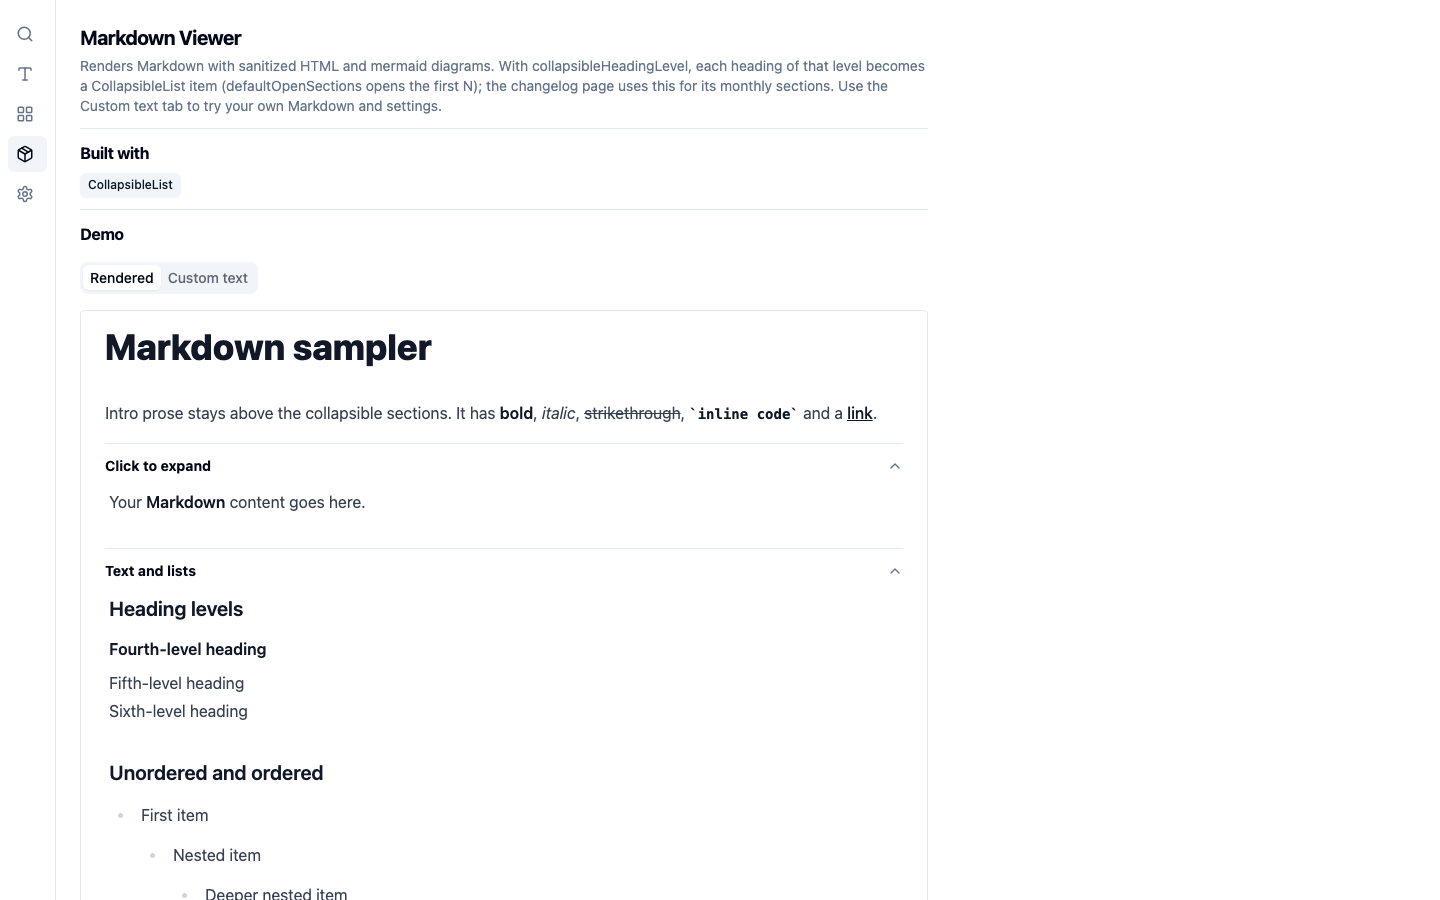 Markdown Viewer
Renders Markdown with sanitized HTML and mermaid diagrams. With collapsibleHeadingLevel, each heading of that level becomes
a CollapsibleList item (defaultOpenSections opens the first N); the changelog page uses this for its monthly sections. Use the
Custom text tab to try your own Markdown and settings.
Built with
CollapsibleList
Demo
Rendered Custom text
Markdown sampler
Intro prose stays above the collapsible sections. It has bold, italic, strikethrough, `inline code` and a link.
Click to expand
Your Markdown content goes here.
Text and lists
Heading levels
Fourth-level heading
Fifth-level heading
Sixth-level heading
Unordered and ordered
First item
Nested item
Deeper nested item